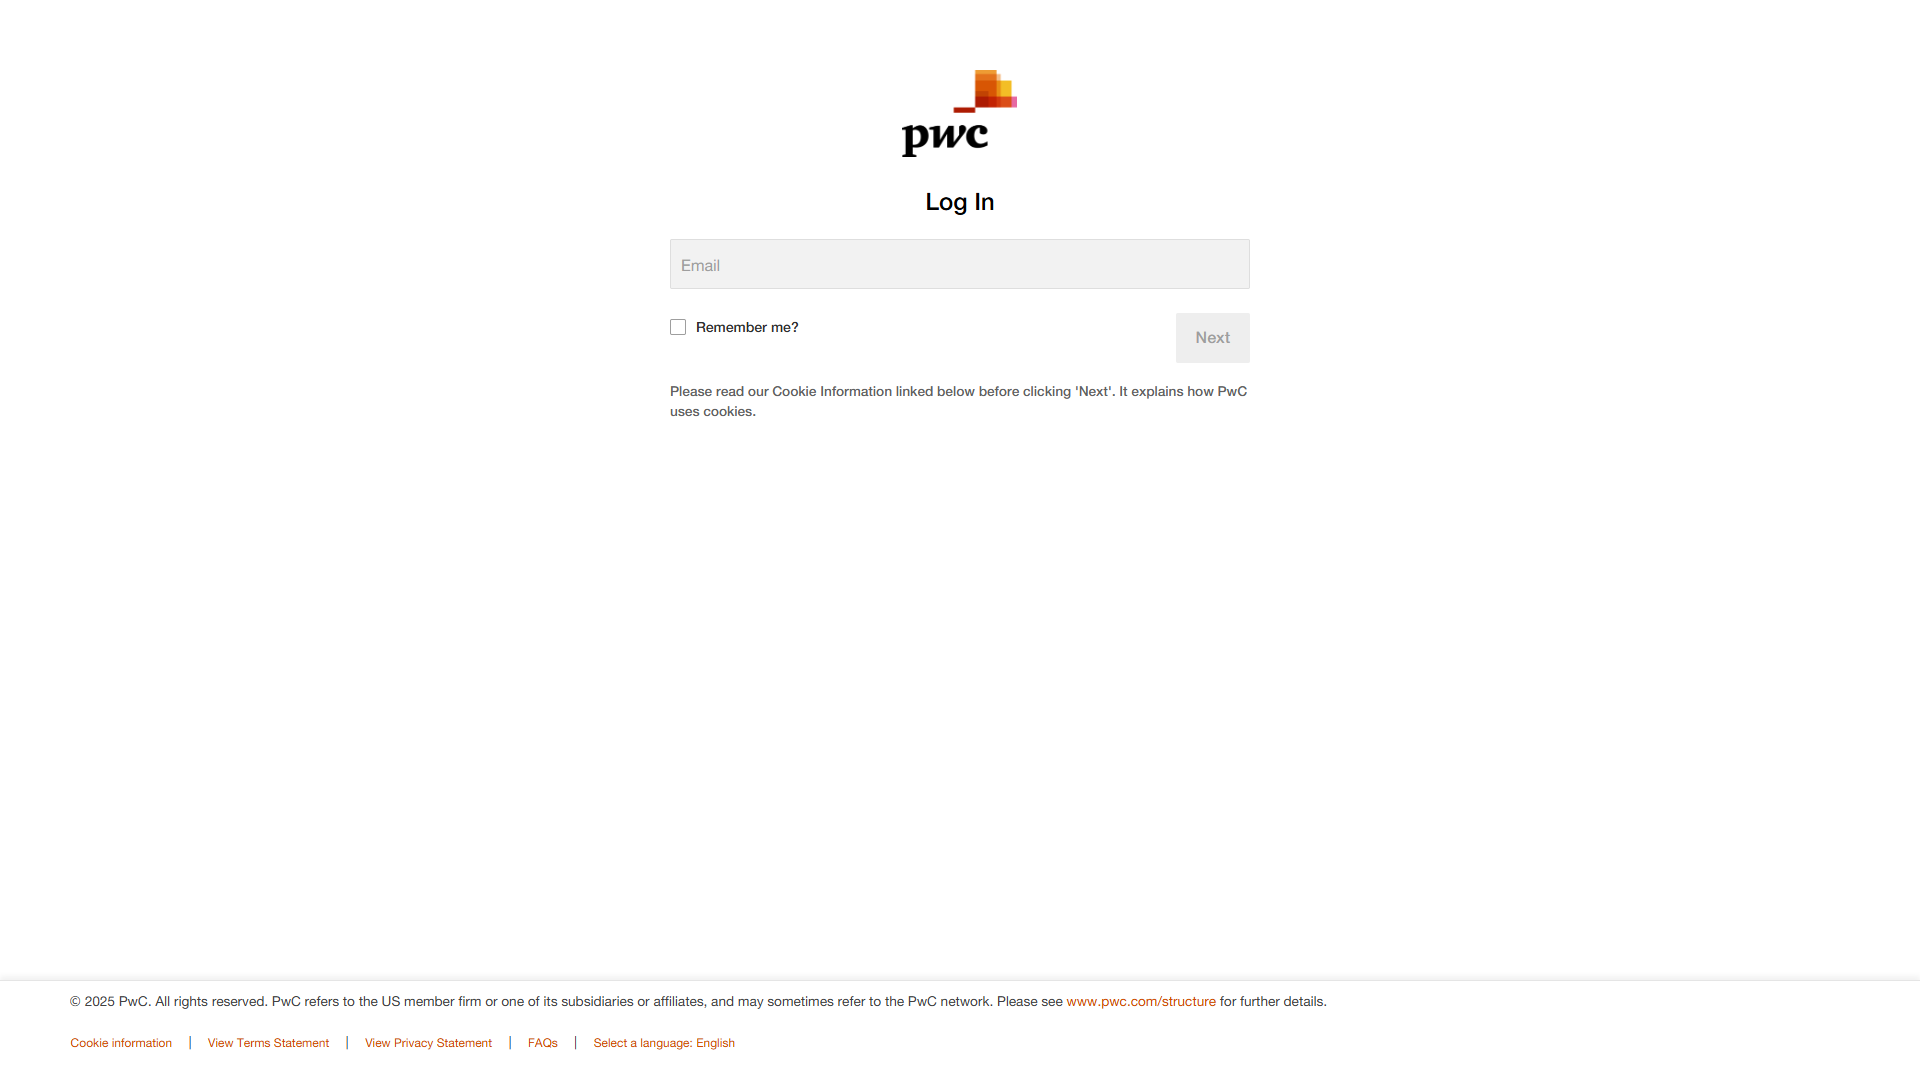 pwc
Log In
Email
Remember me?
Next
Please read our Cookie Information linked below before clicking 'Next'. It explains how PwC
uses cookies.
© 2025 PwC. All rights reserved. PwC refers to the US member firm or one of its subsidiaries or affiliates, and may sometimes refer to the PwC network. Please see www.pwc.com/structure for further details.
Cookie information | View Terms Statement | View Privacy Statement | FAQs | Select a language: English